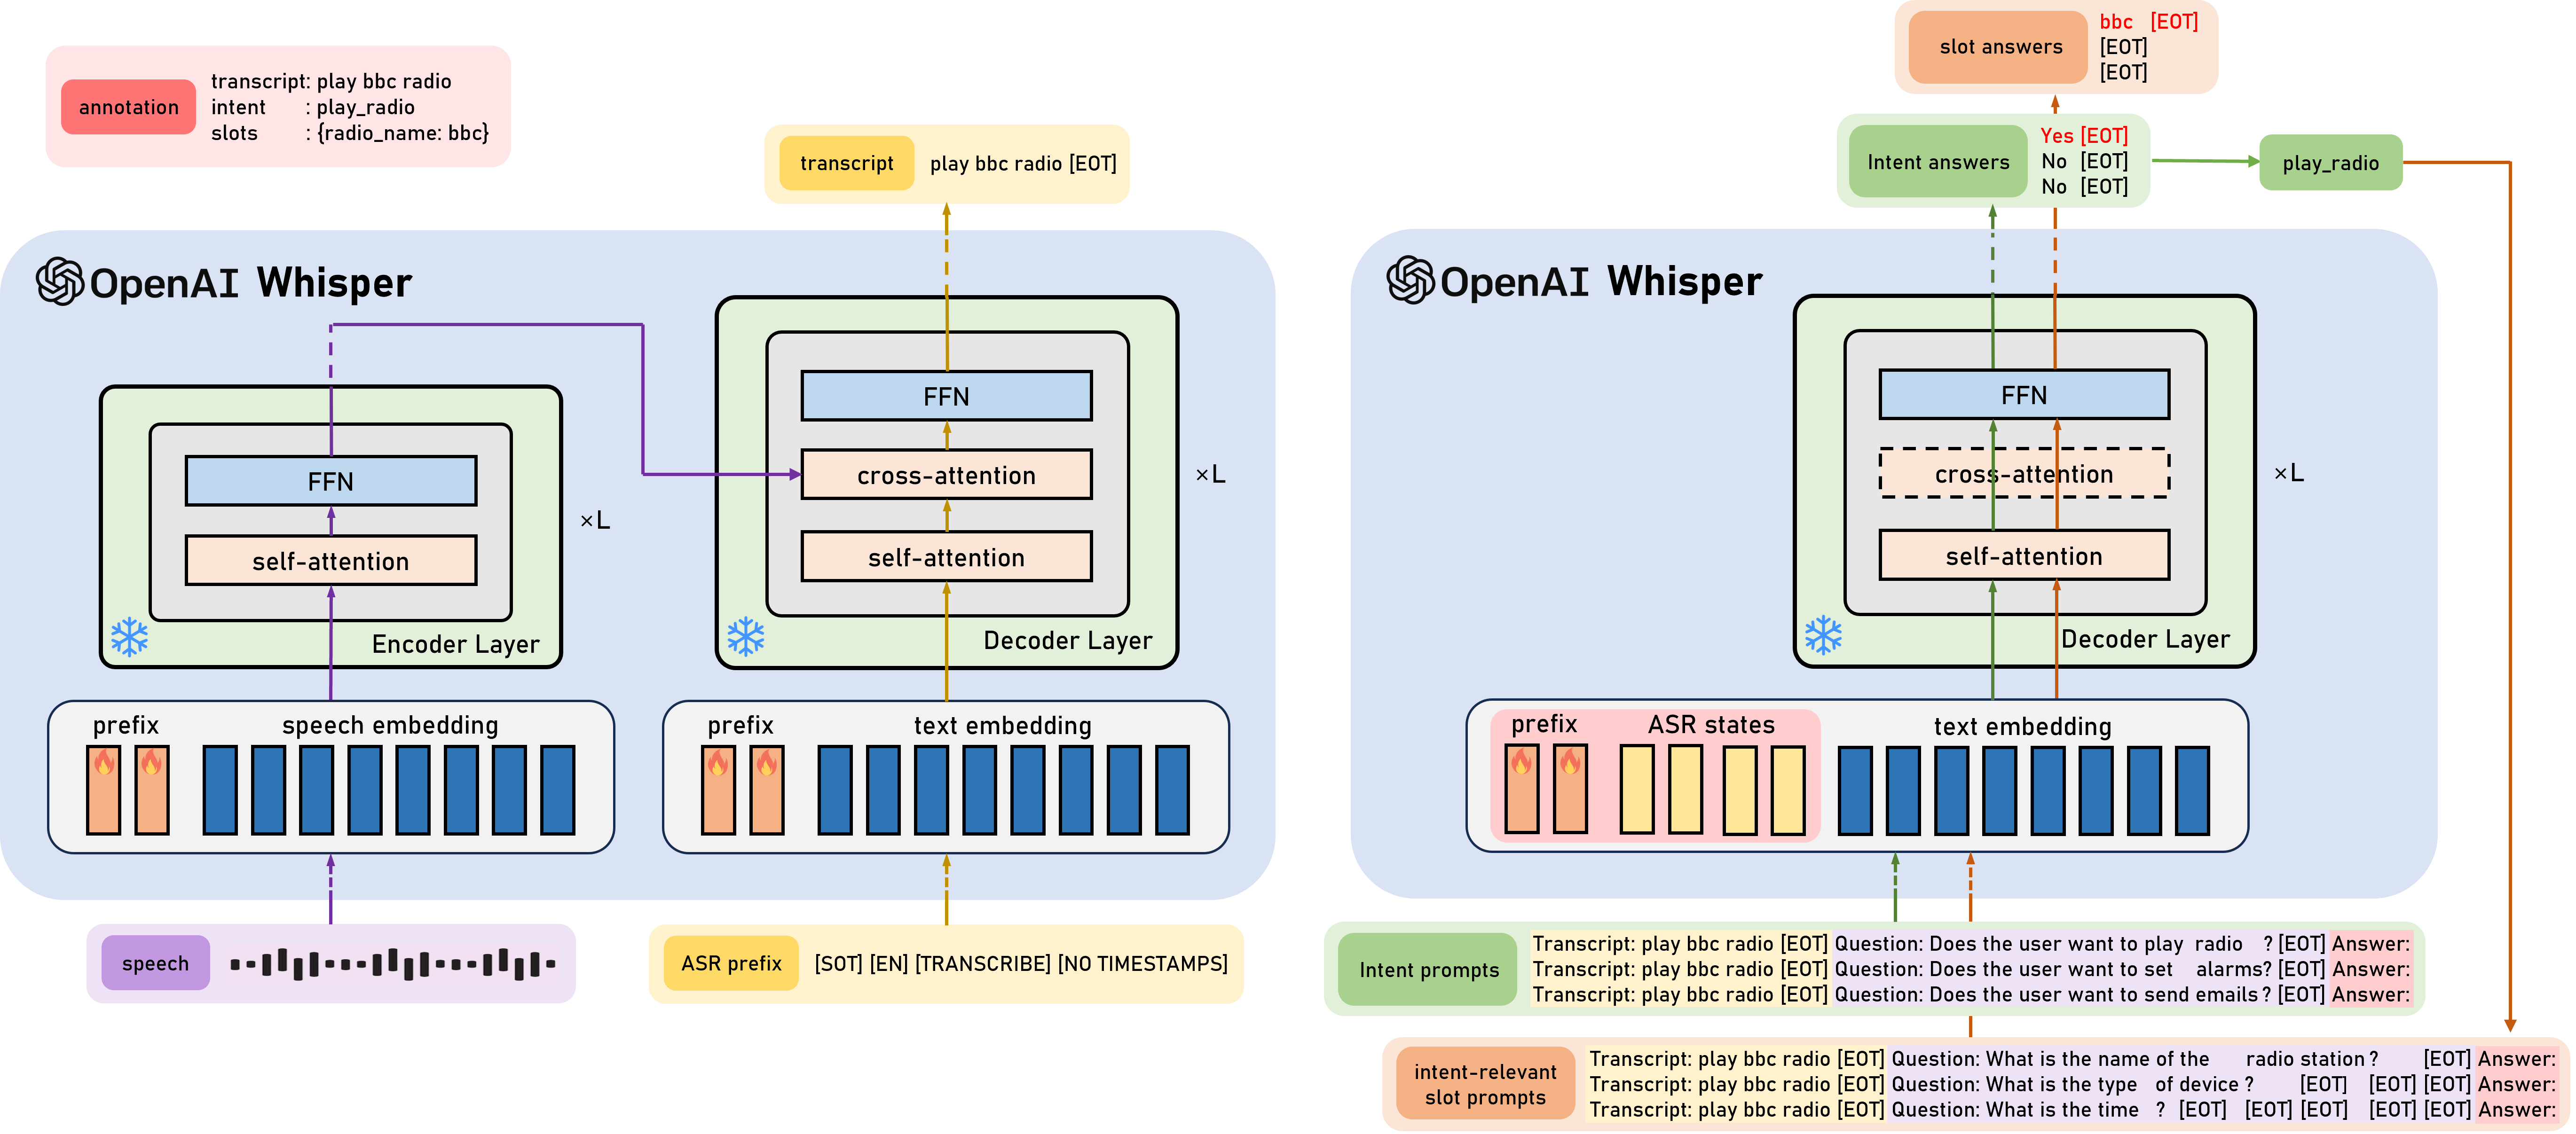 annotation
transcript: play bbc radio
intent : play_radio
slots : {radio_name: bbc}
transcript
play bbc radio [EOT]
OpenAI Whisper
FFN
self-attention
Encoder Layer
×L
FFN
cross-attention
self-attention
Decoder Layer
×L
prefix
speech embedding
prefix
text embedding
speech
ASR prefix
[SOT] [EN] [TRANSCRIBE] [NO TIMESTAMPS]
slot answers
bbc [EOT]
[EOT]
[EOT]
Intent answers
Yes [EOT]
No [EOT]
No [EOT]
play_radio
OpenAI Whisper
FFN
cross-attention
self-attention
Decoder Layer
×L
prefix
ASR states
text embedding
Intent prompts
Transcript: play bbc radio [EOT] Question: Does the user want to play radio ? [EOT] Answer:
Transcript: play bbc radio [EOT] Question: Does the user want to set alarms? [EOT] Answer:
Transcript: play bbc radio [EOT] Question: Does the user want to send emails? [EOT] Answer:
intent-relevant
slot prompts
Transcript: play bbc radio [EOT] Question: What is the name of the radio station? [EOT] Answer:
Transcript: play bbc radio [EOT] Question: What is the type of device? [EOT] [EOT] [EOT] Answer:
Transcript: play bbc radio [EOT] Question: What is the time ? [EOT] [EOT] [EOT] [EOT] [EOT] Answer: